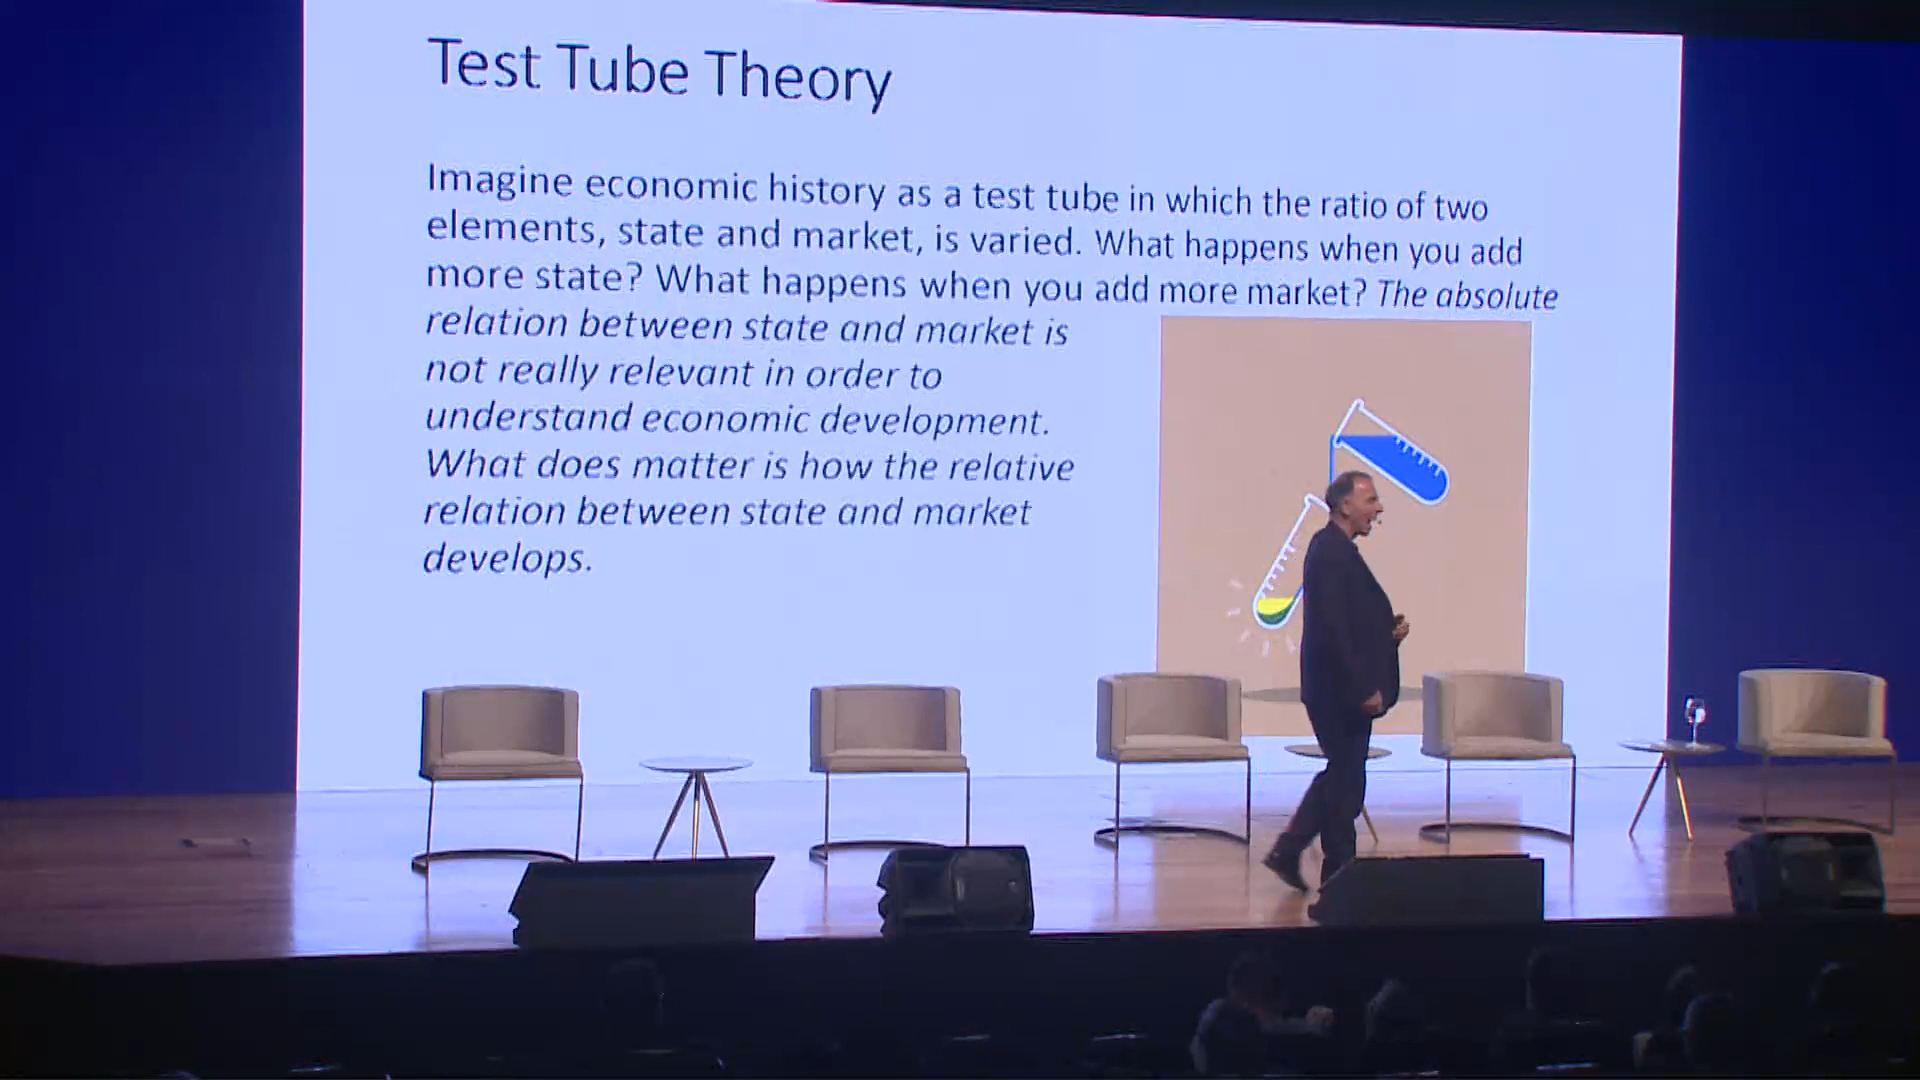 Test Tube Theory
Imagine economic history as a test tube in which the ratio of two
elements, state and market, is varied. What happens when you add
more state? What happens when you add more market? The absolute
relation between state and market is
not really relevant in order to
understand economic development.
What does matter is how the relative
relation between state and market
develops.